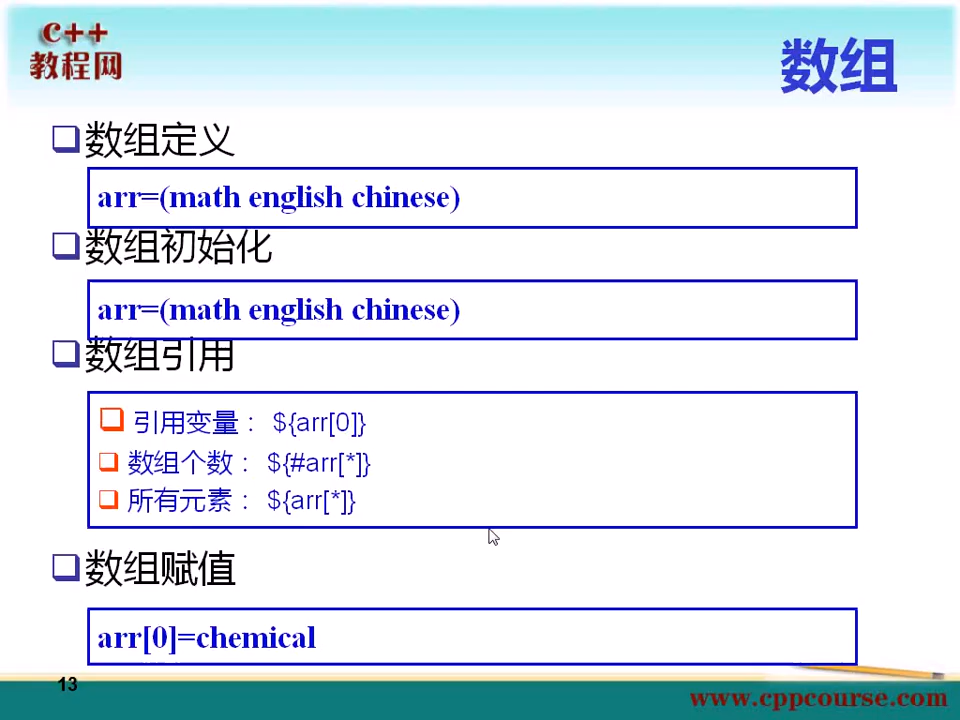 C++
教程网
数组
数组定义
arr=(math english chinese)
数组初始化
arr=(math english chinese)
数组引用
引用变量： ${arr[0]}
数组个数： ${#arr[*]}
所有元素： ${arr[*]}
数组赋值
arr[0]=chemical
13
www.cppcourse.com